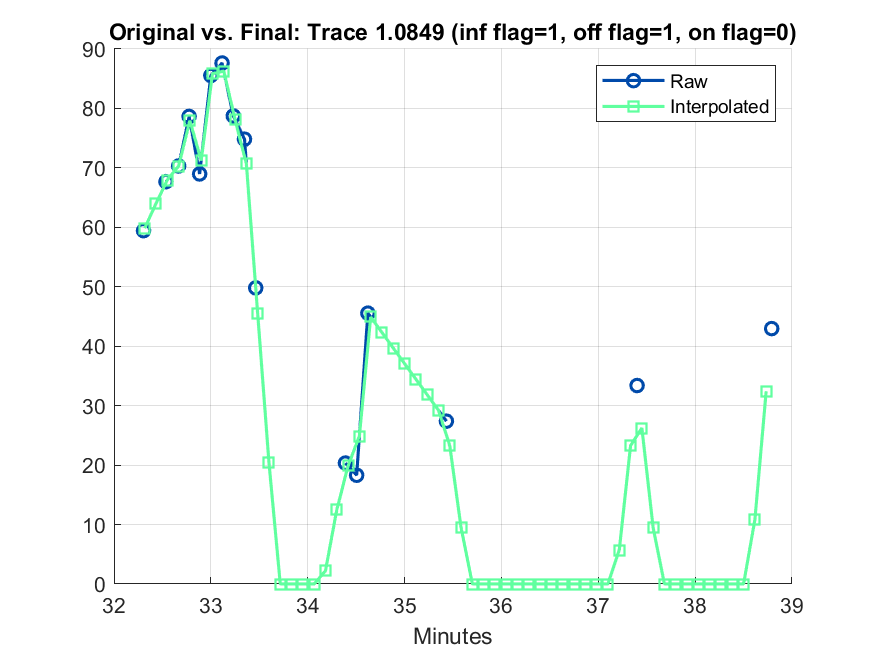 Original vs. Final: Trace 1.0849 (inf flag=1, off flag=1, on flag=0)
90
80
70
60
50
40
30
20
10
0
Raw
Interpolated
32 33 34 35 36 37 38 39
Minutes